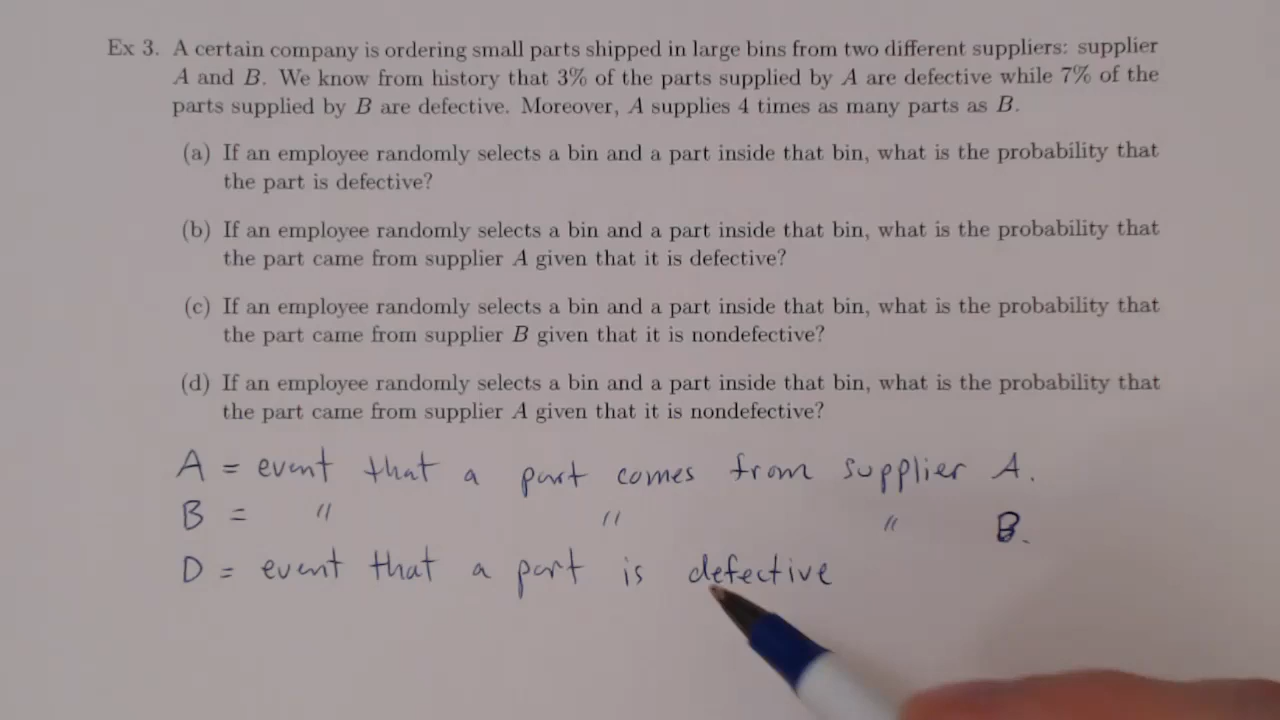 Ex 3. A certain company is ordering small parts shipped in large bins from two different suppliers: supplier
A and B. We know from history that 3% of the parts supplied by A are defective while 7% of the
parts supplied by B are defective. Moreover, A supplies 4 times as many parts as B.
(a) If an employee randomly selects a bin and a part inside that bin, what is the probability that
the part is defective?
(b) If an employee randomly selects a bin and a part inside that bin, what is the probability that
the part came from supplier A given that it is defective?
(c) If an employee randomly selects a bin and a part inside that bin, what is the probability that
the part came from supplier B given that it is nondefective?
(d) If an employee randomly selects a bin and a part inside that bin, what is the probability that
the part came from supplier A given that it is nondefective?
A = event that a part comes from supplier A.
B = " " " B.
D = event that a part is defective